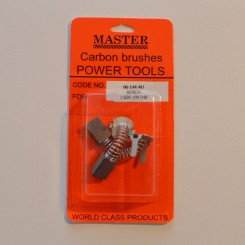 MASTER
Carbon brushes
POWER TOOLS
CODE NO.
FOR
WORLD CLASS PRODUCTS